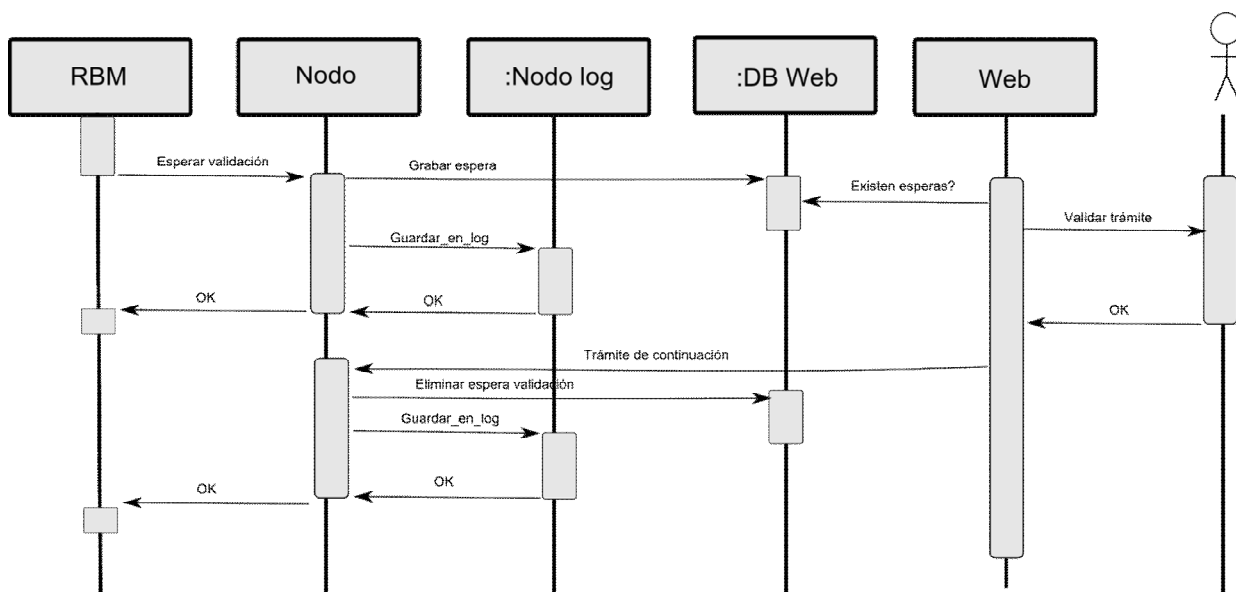 RBM
Nodo
:Nodo log
:DB Web
Web
Esperar validación
Grabar espera
Existen esperas?
Validar trámite
Guardar_en_log
OK
OK
OK
Trámite de continuación
Eliminar espera validación
Guardar_en_log
OK
OK